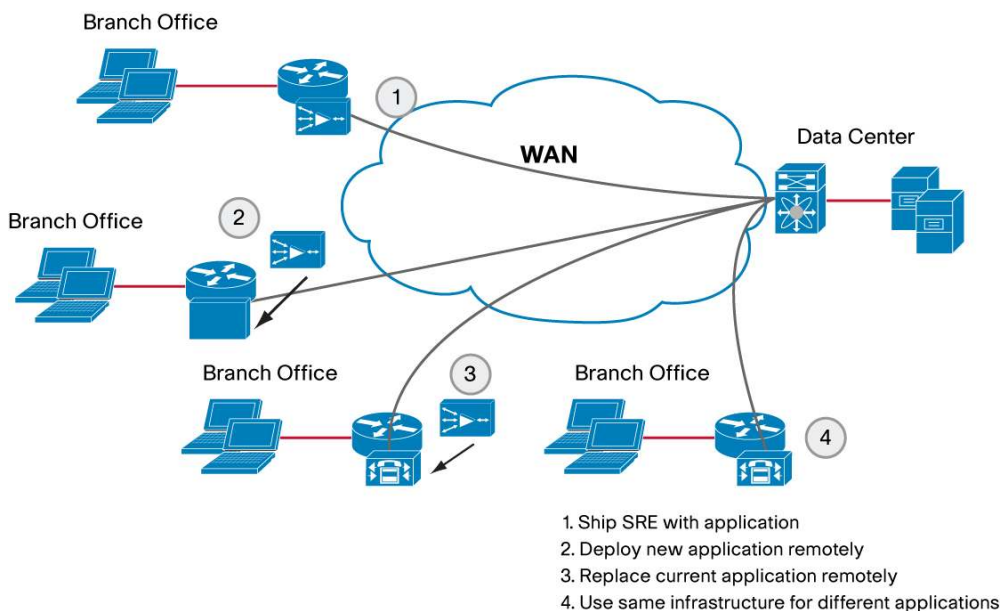 Branch Office
1
WAN
Data Center
Branch Office
2
Branch Office
3
Branch Office
4
1. Ship SRE with application
2. Deploy new application remotely
3. Replace current application remotely
4. Use same infrastructure for different applications